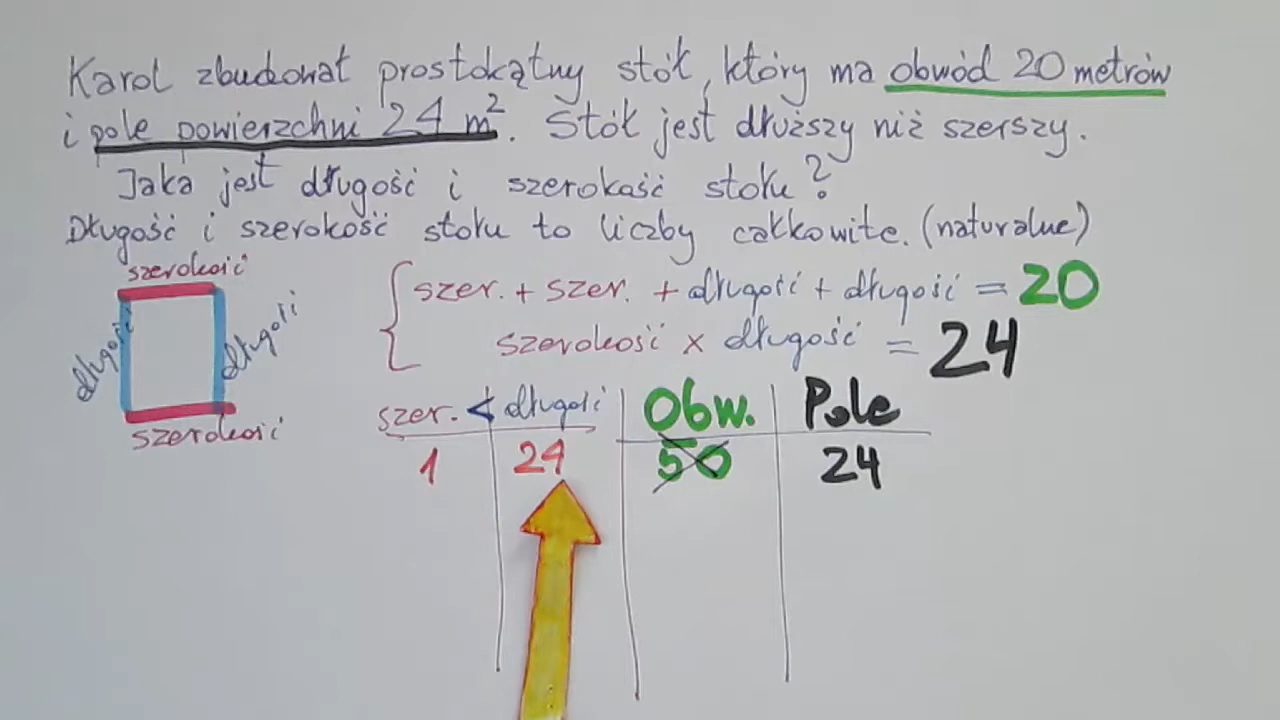 Karol zbudował prostokątny stół, który ma obwód 20 metrów
i pole powierzchni 24 m². Stół jest dłuższy niż szerszy.
Jaka jest długość i szerokość stołu?
Długość i szerokość stołu to liczby całkowite. (naturalne)
szerokość
długość
długość
szerokość
szer. + szer. + długość + długość = 20
szerokość x długość = 24
szer. < długość Obw. Pole
1 24 50 24